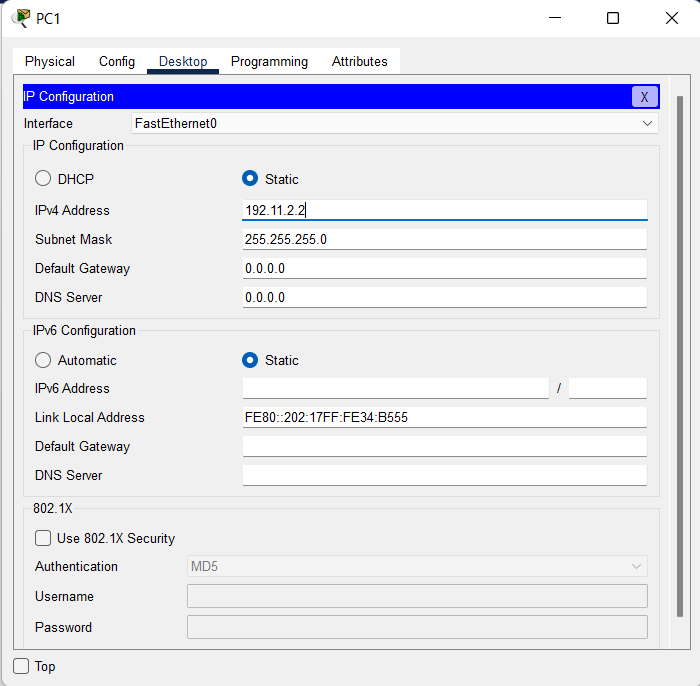 PC1
Physical Config Desktop Programming Attributes
IP Configuration X
Interface FastEthernet0
IP Configuration
DHCP Static
IPv4 Address 192.11.2.2
Subnet Mask 255.255.255.0
Default Gateway 0.0.0.0
DNS Server 0.0.0.0
IPv6 Configuration
Automatic Static
IPv6 Address /
Link Local Address FE80::202:17FF:FE34:B555
Default Gateway
DNS Server
802.1X
Use 802.1X Security
Authentication MD5
Username
Password
Top